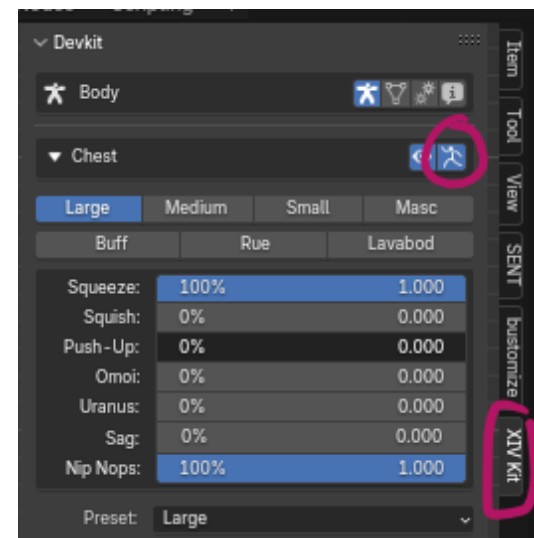 Devkit
Body
Chest
Large Medium Small Masc
Buff Rue Lavabod
Squeeze: 100% 1.000
Squish: 0% 0.000
Push-Up: 0% 0.000
Omoi: 0% 0.000
Uranus: 0% 0.000
Sag: 0% 0.000
Nip Nops: 100% 1.000
Preset: Large
Item
Tool
View
SENT
bustomize
XIV Kit